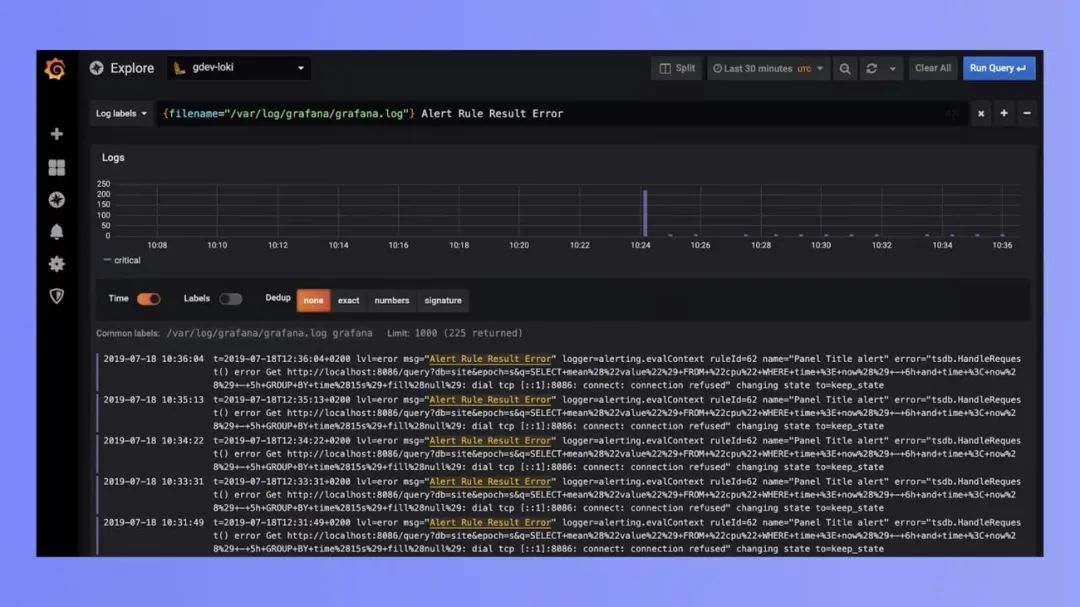 Explore gdev-loki Split Last 30 minutes UTC Clear All Run Query
Log labels {filename="/var/log/grafana/grafana.log"} Alert Rule Result Error
Logs
250
200
150
100
50
0
10:08 10:10 10:12 10:14 10:16 10:18 10:20 10:22 10:24 10:26 10:28 10:30 10:32 10:34 10:36
critical
Time Labels Dedup none exact numbers signature
Common labels: /var/log/grafana/grafana.log grafana Limit: 1000 (225 returned)
2019-07-18 10:36:04 t=2019-07-18T12:36:04+0200 lvl=eror msg="Alert Rule Result Error" logger=alerting.evalContext ruleId=62 name="Panel Title alert" error="tsdb.HandleReques
t() error Get http://localhost:8086/query?db=site&epoch=s&q=SELECT+mean%28%22value%22%29+FROM+%22cpu%22+WHERE+time+%3E+now%28%29+-+6h+and+time+%3C+now%2
8%29+-+5h+GROUP+BY+time%2815s%29+fill%28null%29: dial tcp [::1]:8086: connect: connection refused" changing state to=keep_state
2019-07-18 10:35:13 t=2019-07-18T12:35:13+0200 lvl=eror msg="Alert Rule Result Error" logger=alerting.evalContext ruleId=62 name="Panel Title alert" error="tsdb.HandleReques
t() error Get http://localhost:8086/query?db=site&epoch=s&q=SELECT+mean%28%22value%22%29+FROM+%22cpu%22+WHERE+time+%3E+now%28%29+-+6h+and+time+%3C+now%2
8%29+-+5h+GROUP+BY+time%2815s%29+fill%28null%29: dial tcp [::1]:8086: connect: connection refused" changing state to=keep_state
2019-07-18 10:34:22 t=2019-07-18T12:34:22+0200 lvl=eror msg="Alert Rule Result Error" logger=alerting.evalContext ruleId=62 name="Panel Title alert" error="tsdb.HandleReques
t() error Get http://localhost:8086/query?db=site&epoch=s&q=SELECT+mean%28%22value%22%29+FROM+%22cpu%22+WHERE+time+%3E+now%28%29+-+6h+and+time+%3C+now%2
8%29+-+5h+GROUP+BY+time%2815s%29+fill%28null%29: dial tcp [::1]:8086: connect: connection refused" changing state to=keep_state
2019-07-18 10:33:31 t=2019-07-18T12:33:31+0200 lvl=eror msg="Alert Rule Result Error" logger=alerting.evalContext ruleId=62 name="Panel Title alert" error="tsdb.HandleReques
t() error Get http://localhost:8086/query?db=site&epoch=s&q=SELECT+mean%28%22value%22%29+FROM+%22cpu%22+WHERE+time+%3E+now%28%29+-+6h+and+time+%3C+now%2
8%29+-+5h+GROUP+BY+time%2815s%29+fill%28null%29: dial tcp [::1]:8086: connect: connection refused" changing state to=keep_state
2019-07-18 10:31:49 t=2019-07-18T12:31:49+0200 lvl=eror msg="Alert Rule Result Error" logger=alerting.evalContext ruleId=62 name="Panel Title alert" error="tsdb.HandleReques
t() error Get http://localhost:8086/query?db=site&epoch=s&q=SELECT+mean%28%22value%22%29+FROM+%22cpu%22+WHERE+time+%3E+now%28%29+-+6h+and+time+%3C+now%2
8%29+-+5h+GROUP+BY+time%2815s%29+fill%28null%29: dial tcp [::1]:8086: connect: connection refused" changing state to=keep_state